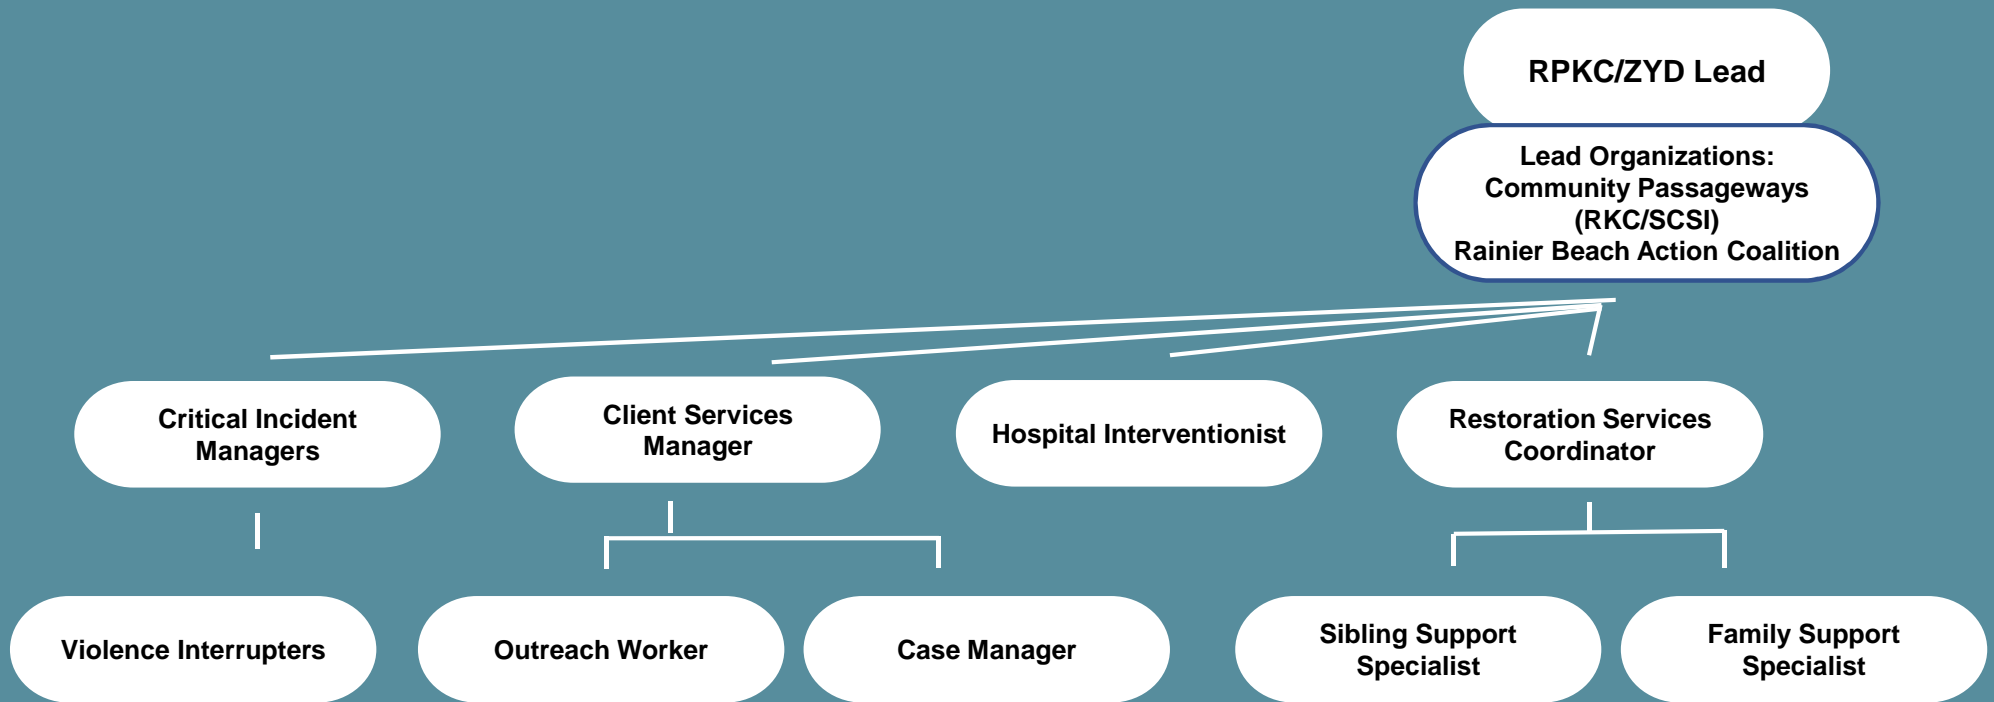 RPKC/ZYD Lead
Lead Organizations:
Community Passageways
(RKC/SCSI)
Rainier Beach Action Coalition
Critical Incident
Managers
Client Services
Manager
Hospital Interventionist
Restoration Services
Coordinator
Violence Interrupters
Outreach Worker
Case Manager
Sibling Support
Specialist
Family Support
Specialist